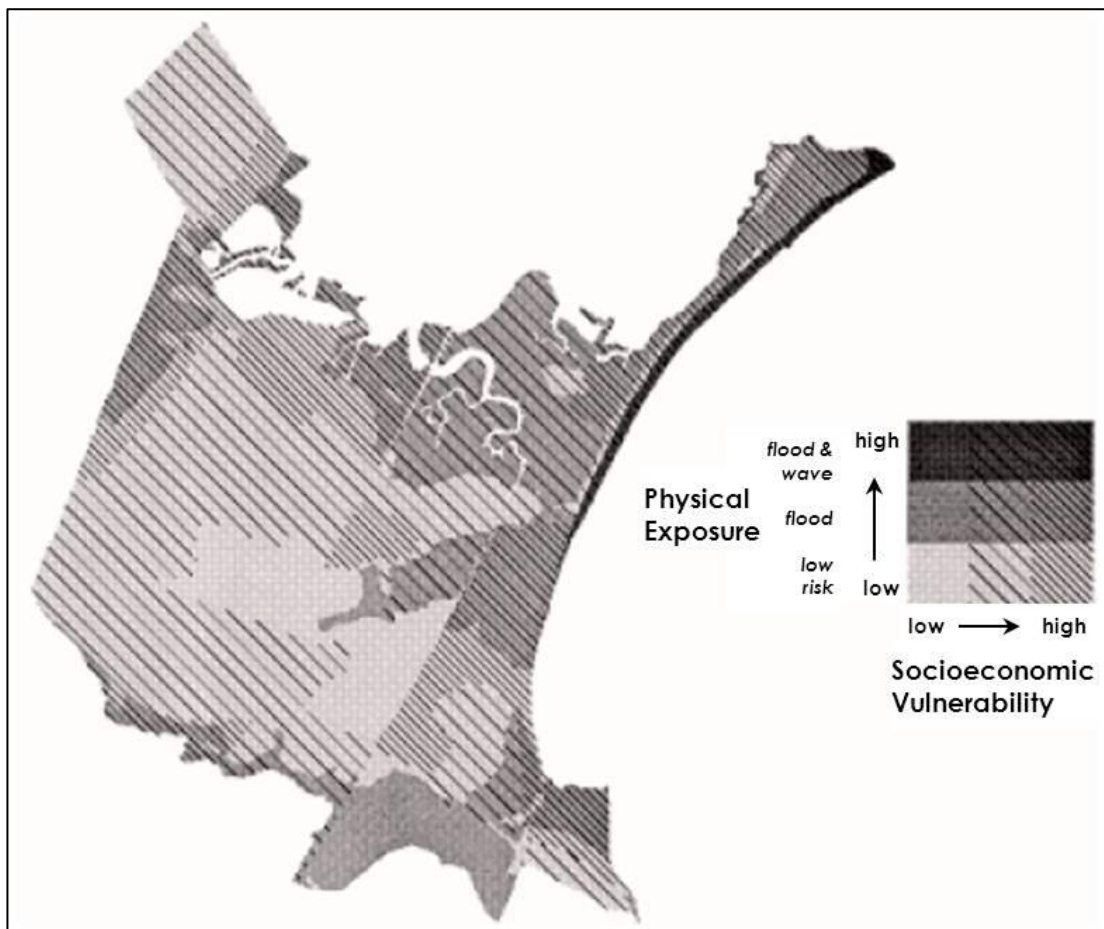 flood &
wave
high
Physical
Exposure
flood
low
risk
low
low
high
Socioeconomic
Vulnerability